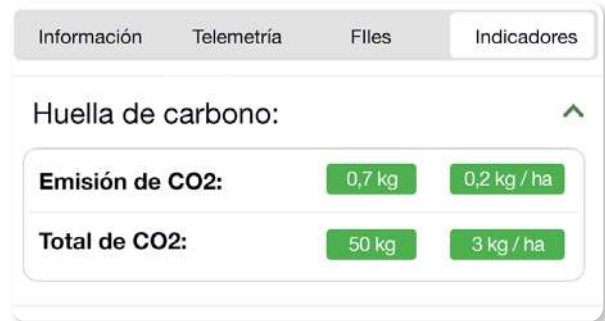 Información Telemetría FIles Indicadores
Huella de carbono:
Emisión de CO2: 0,7 kg 0,2 kg / ha
Total de CO2: 50 kg 3 kg / ha